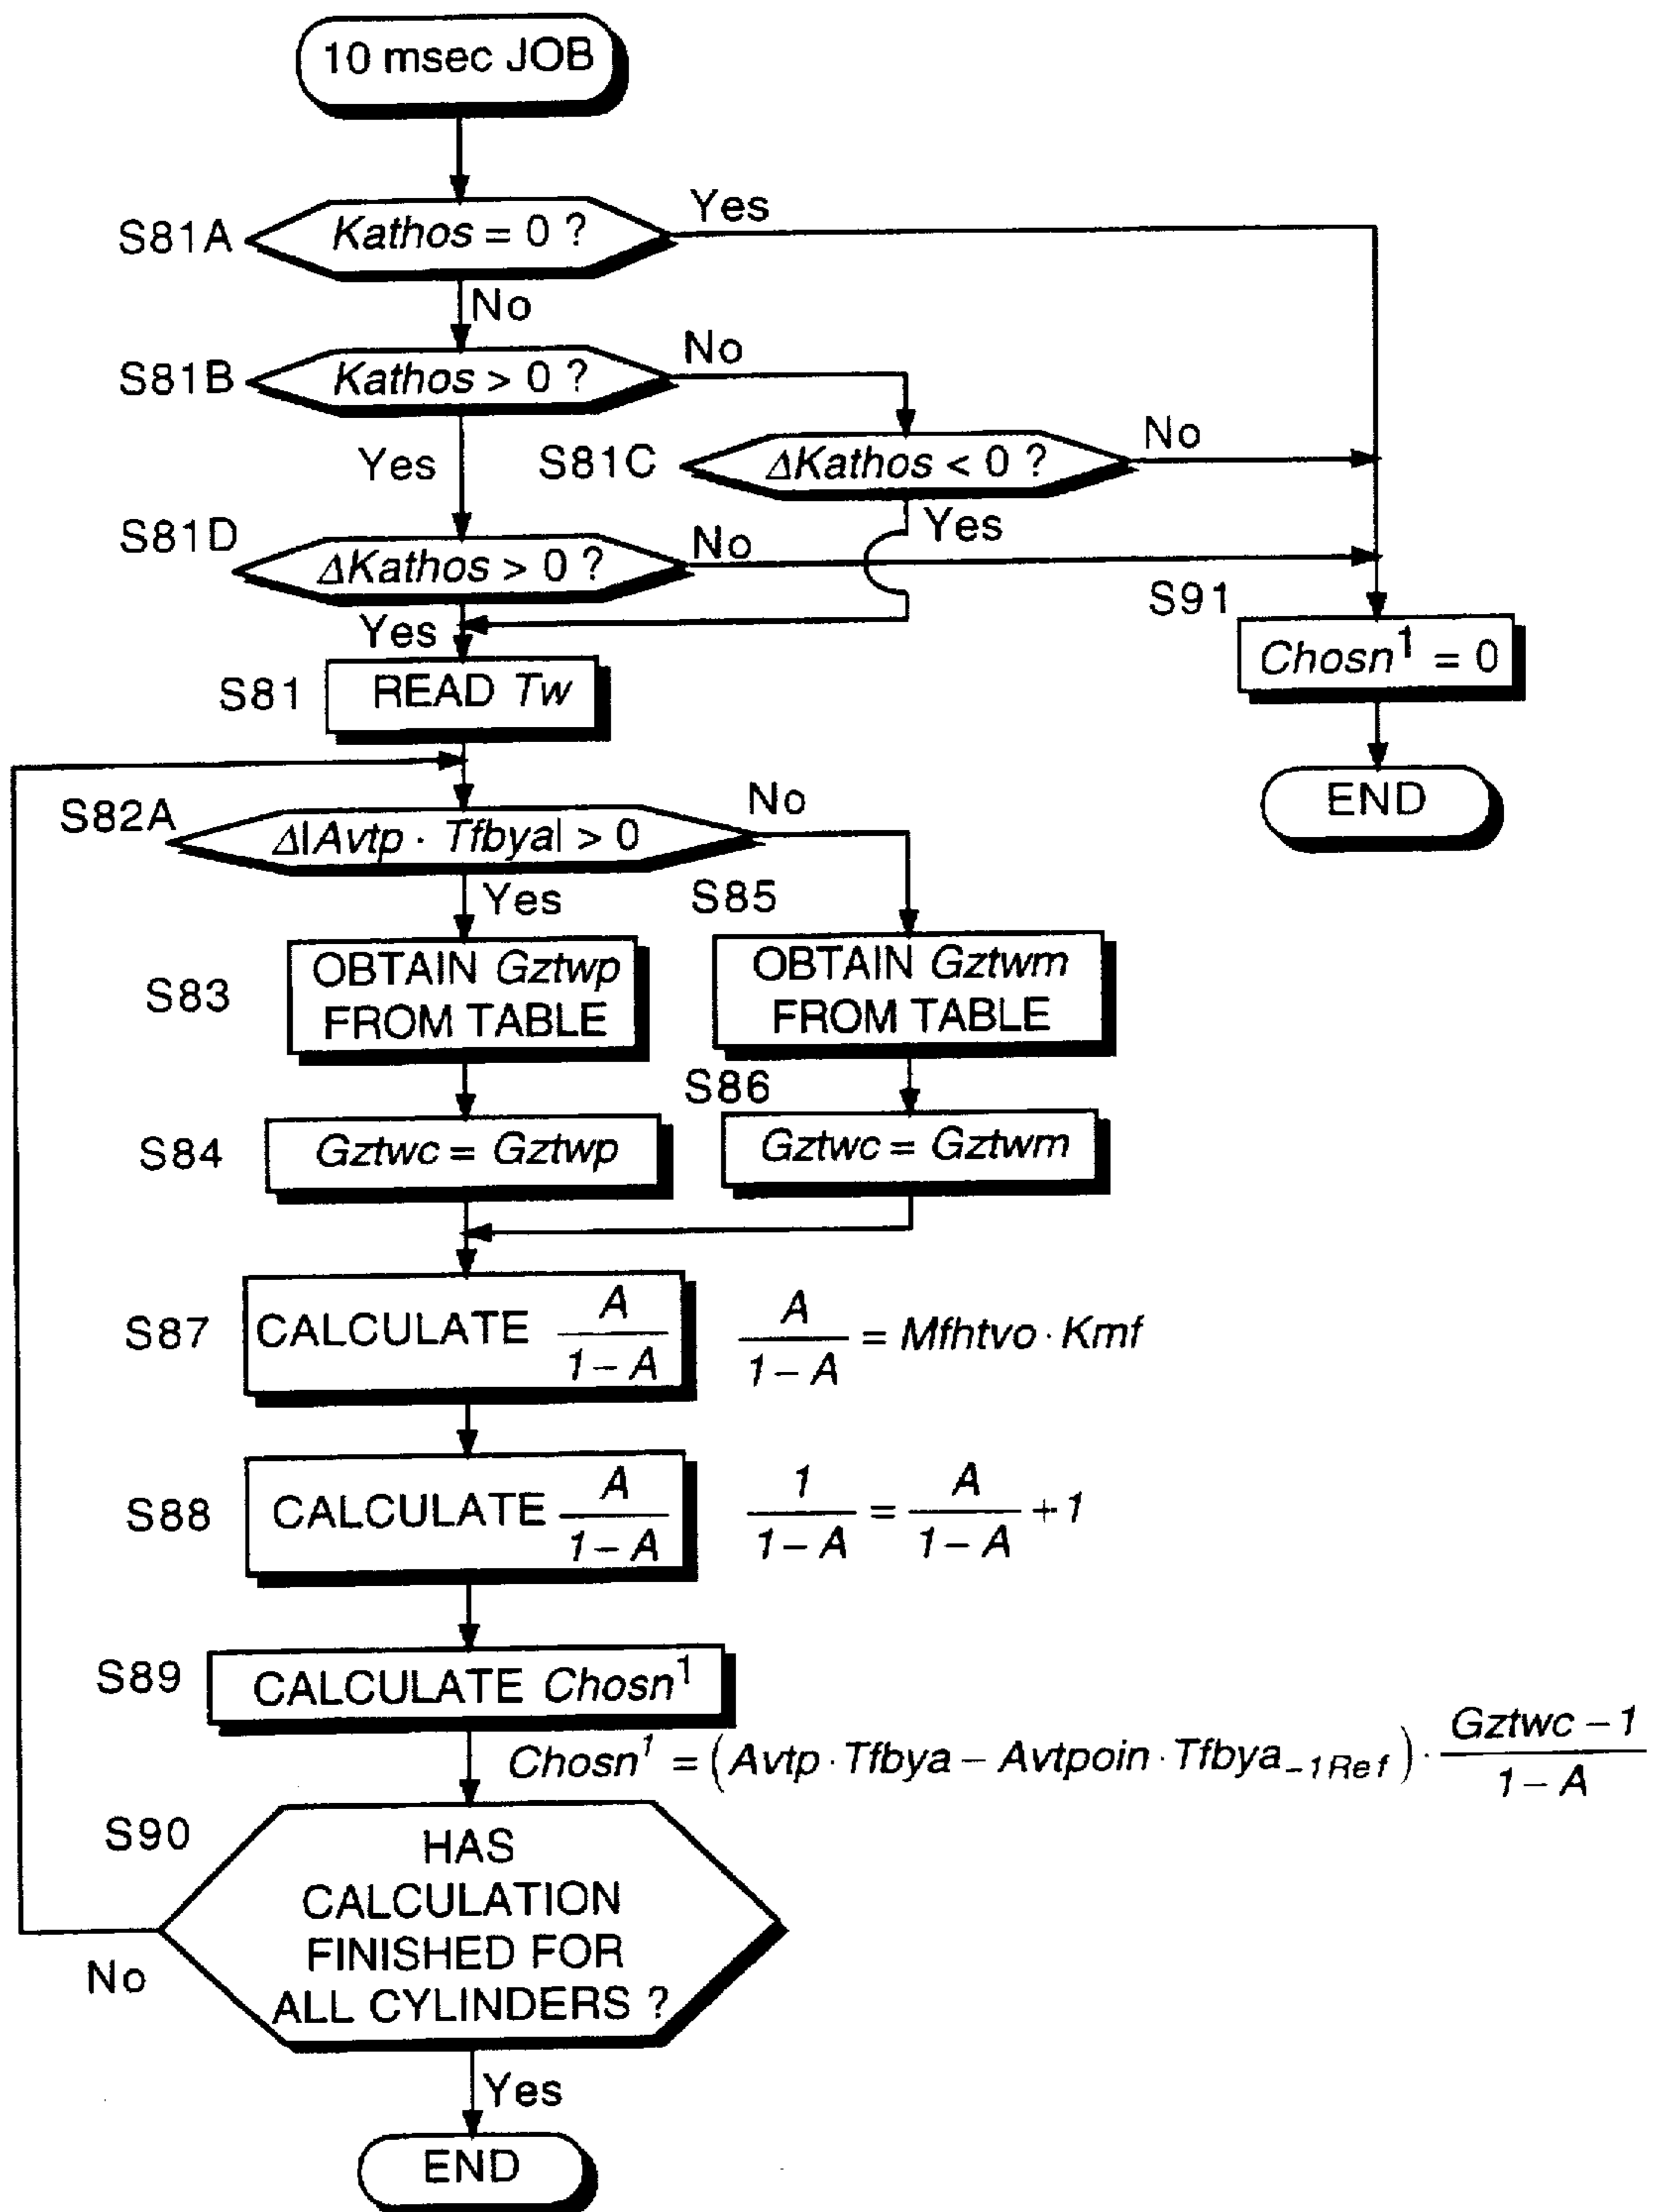 10 msec JOB
S81A
Kathos = 0 ?
Yes
No
S81B
Kathos > 0 ?
No
Yes
S81C
ΔKathos < 0 ?
No
Yes
S81D
ΔKathos > 0 ?
No
Yes
S91
Chosn¹ = 0
END
S81
READ Tw
S82A
Δ|Avtp · Tfbya| > 0
No
Yes
S83
OBTAIN Gztwp
FROM TABLE
S85
OBTAIN Gztwm
FROM TABLE
S84
Gztwc = Gztwp
S86
Gztwc = Gztwm
S87
CALCULATE A/(1–A)
A/(1–A) = Mfhtvo · Kmf
S88
CALCULATE A/(1–A)
1/(1–A) = A/(1–A) + 1
S89
CALCULATE Chosn¹
Chosn¹ = (Avtp · Tfbya – Avtpoin · Tfbya₋₁Ref) · (Gztwc – 1)/(1 – A)
S90
HAS
CALCULATION
FINISHED FOR
ALL CYLINDERS ?
No
Yes
END